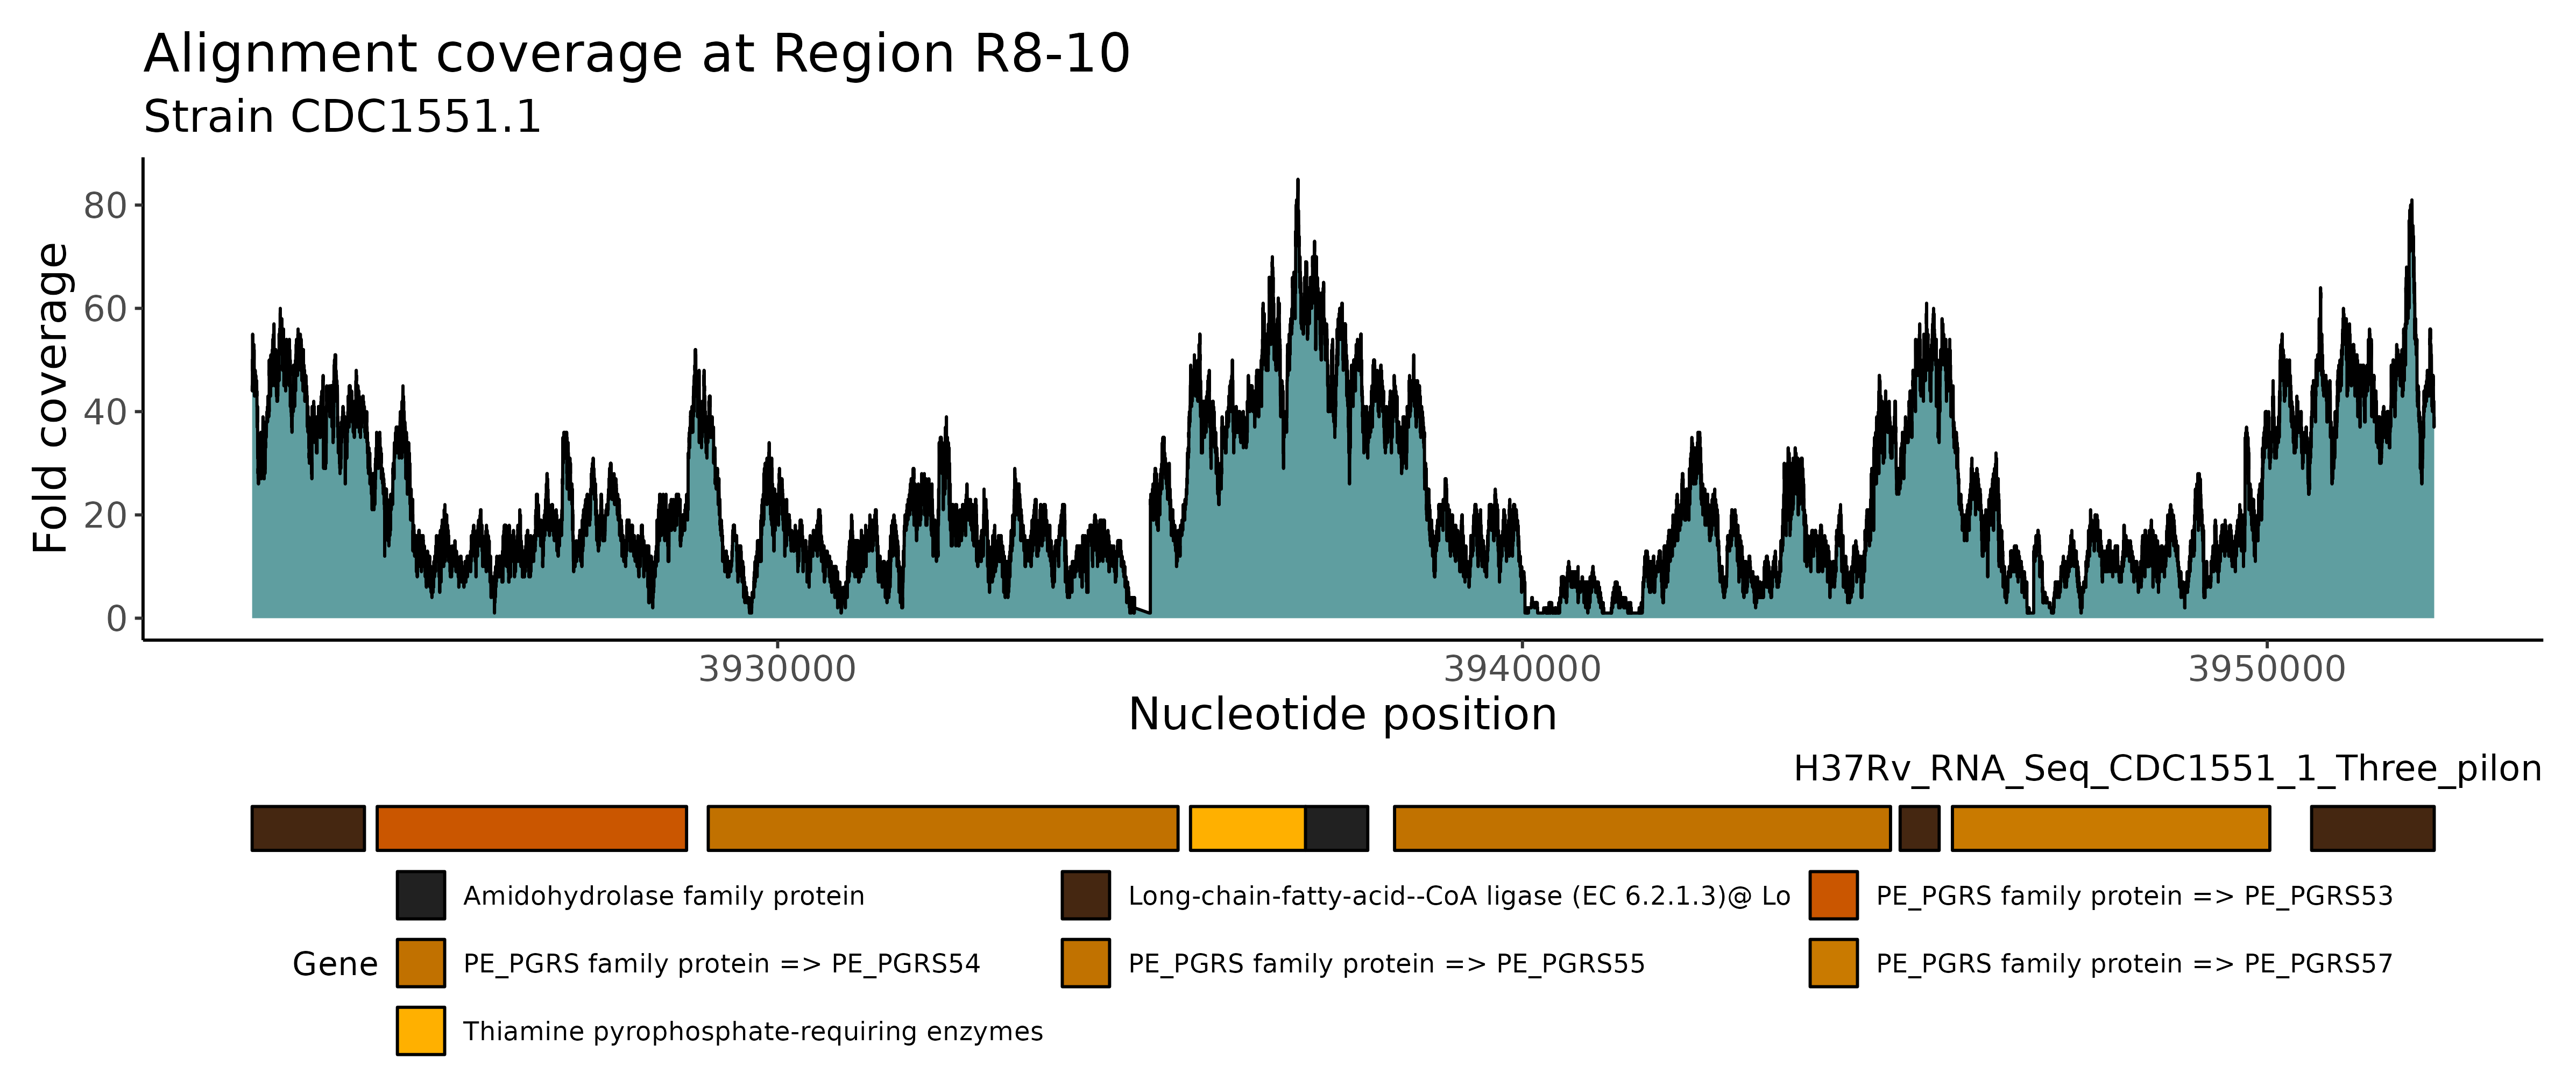 Alignment coverage at Region R8-10
Strain CDC1551.1
Fold coverage
80
60
40
20
0
3930000 3940000 3950000
Nucleotide position
H37Rv_RNA_Seq_CDC1551_1_Three_pilon
Gene
Amidohydrolase family protein
Long-chain-fatty-acid--CoA ligase (EC 6.2.1.3)@ Lo
PE_PGRS family protein => PE_PGRS53
PE_PGRS family protein => PE_PGRS54
PE_PGRS family protein => PE_PGRS55
PE_PGRS family protein => PE_PGRS57
Thiamine pyrophosphate-requiring enzymes